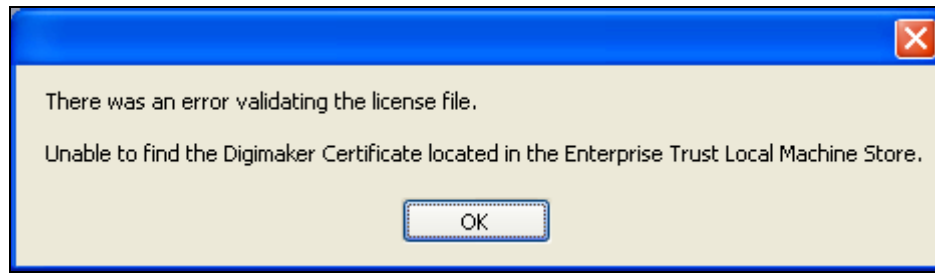 There was an error validating the license file.
Unable to find the Digimaker Certificate located in the Enterprise Trust Local Machine Store.
OK